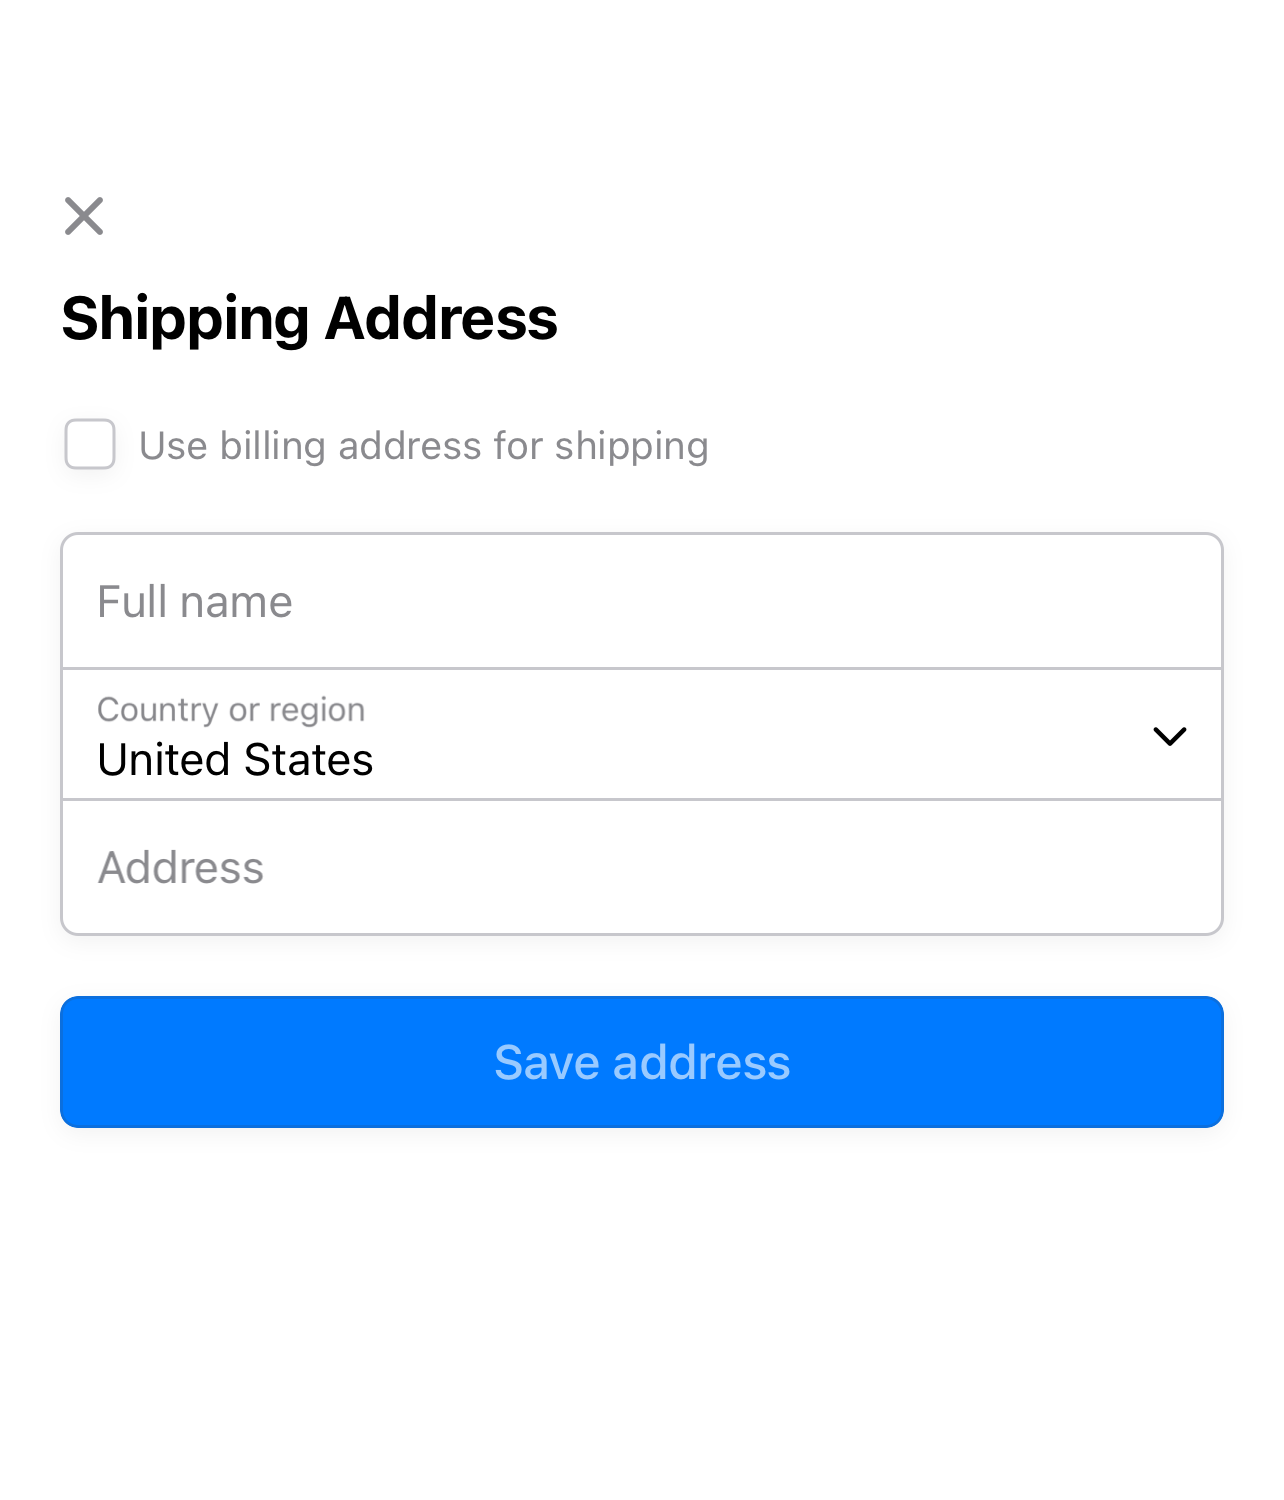 Shipping Address
Use billing address for shipping
Full name
Country or region
United States
Address
Save address